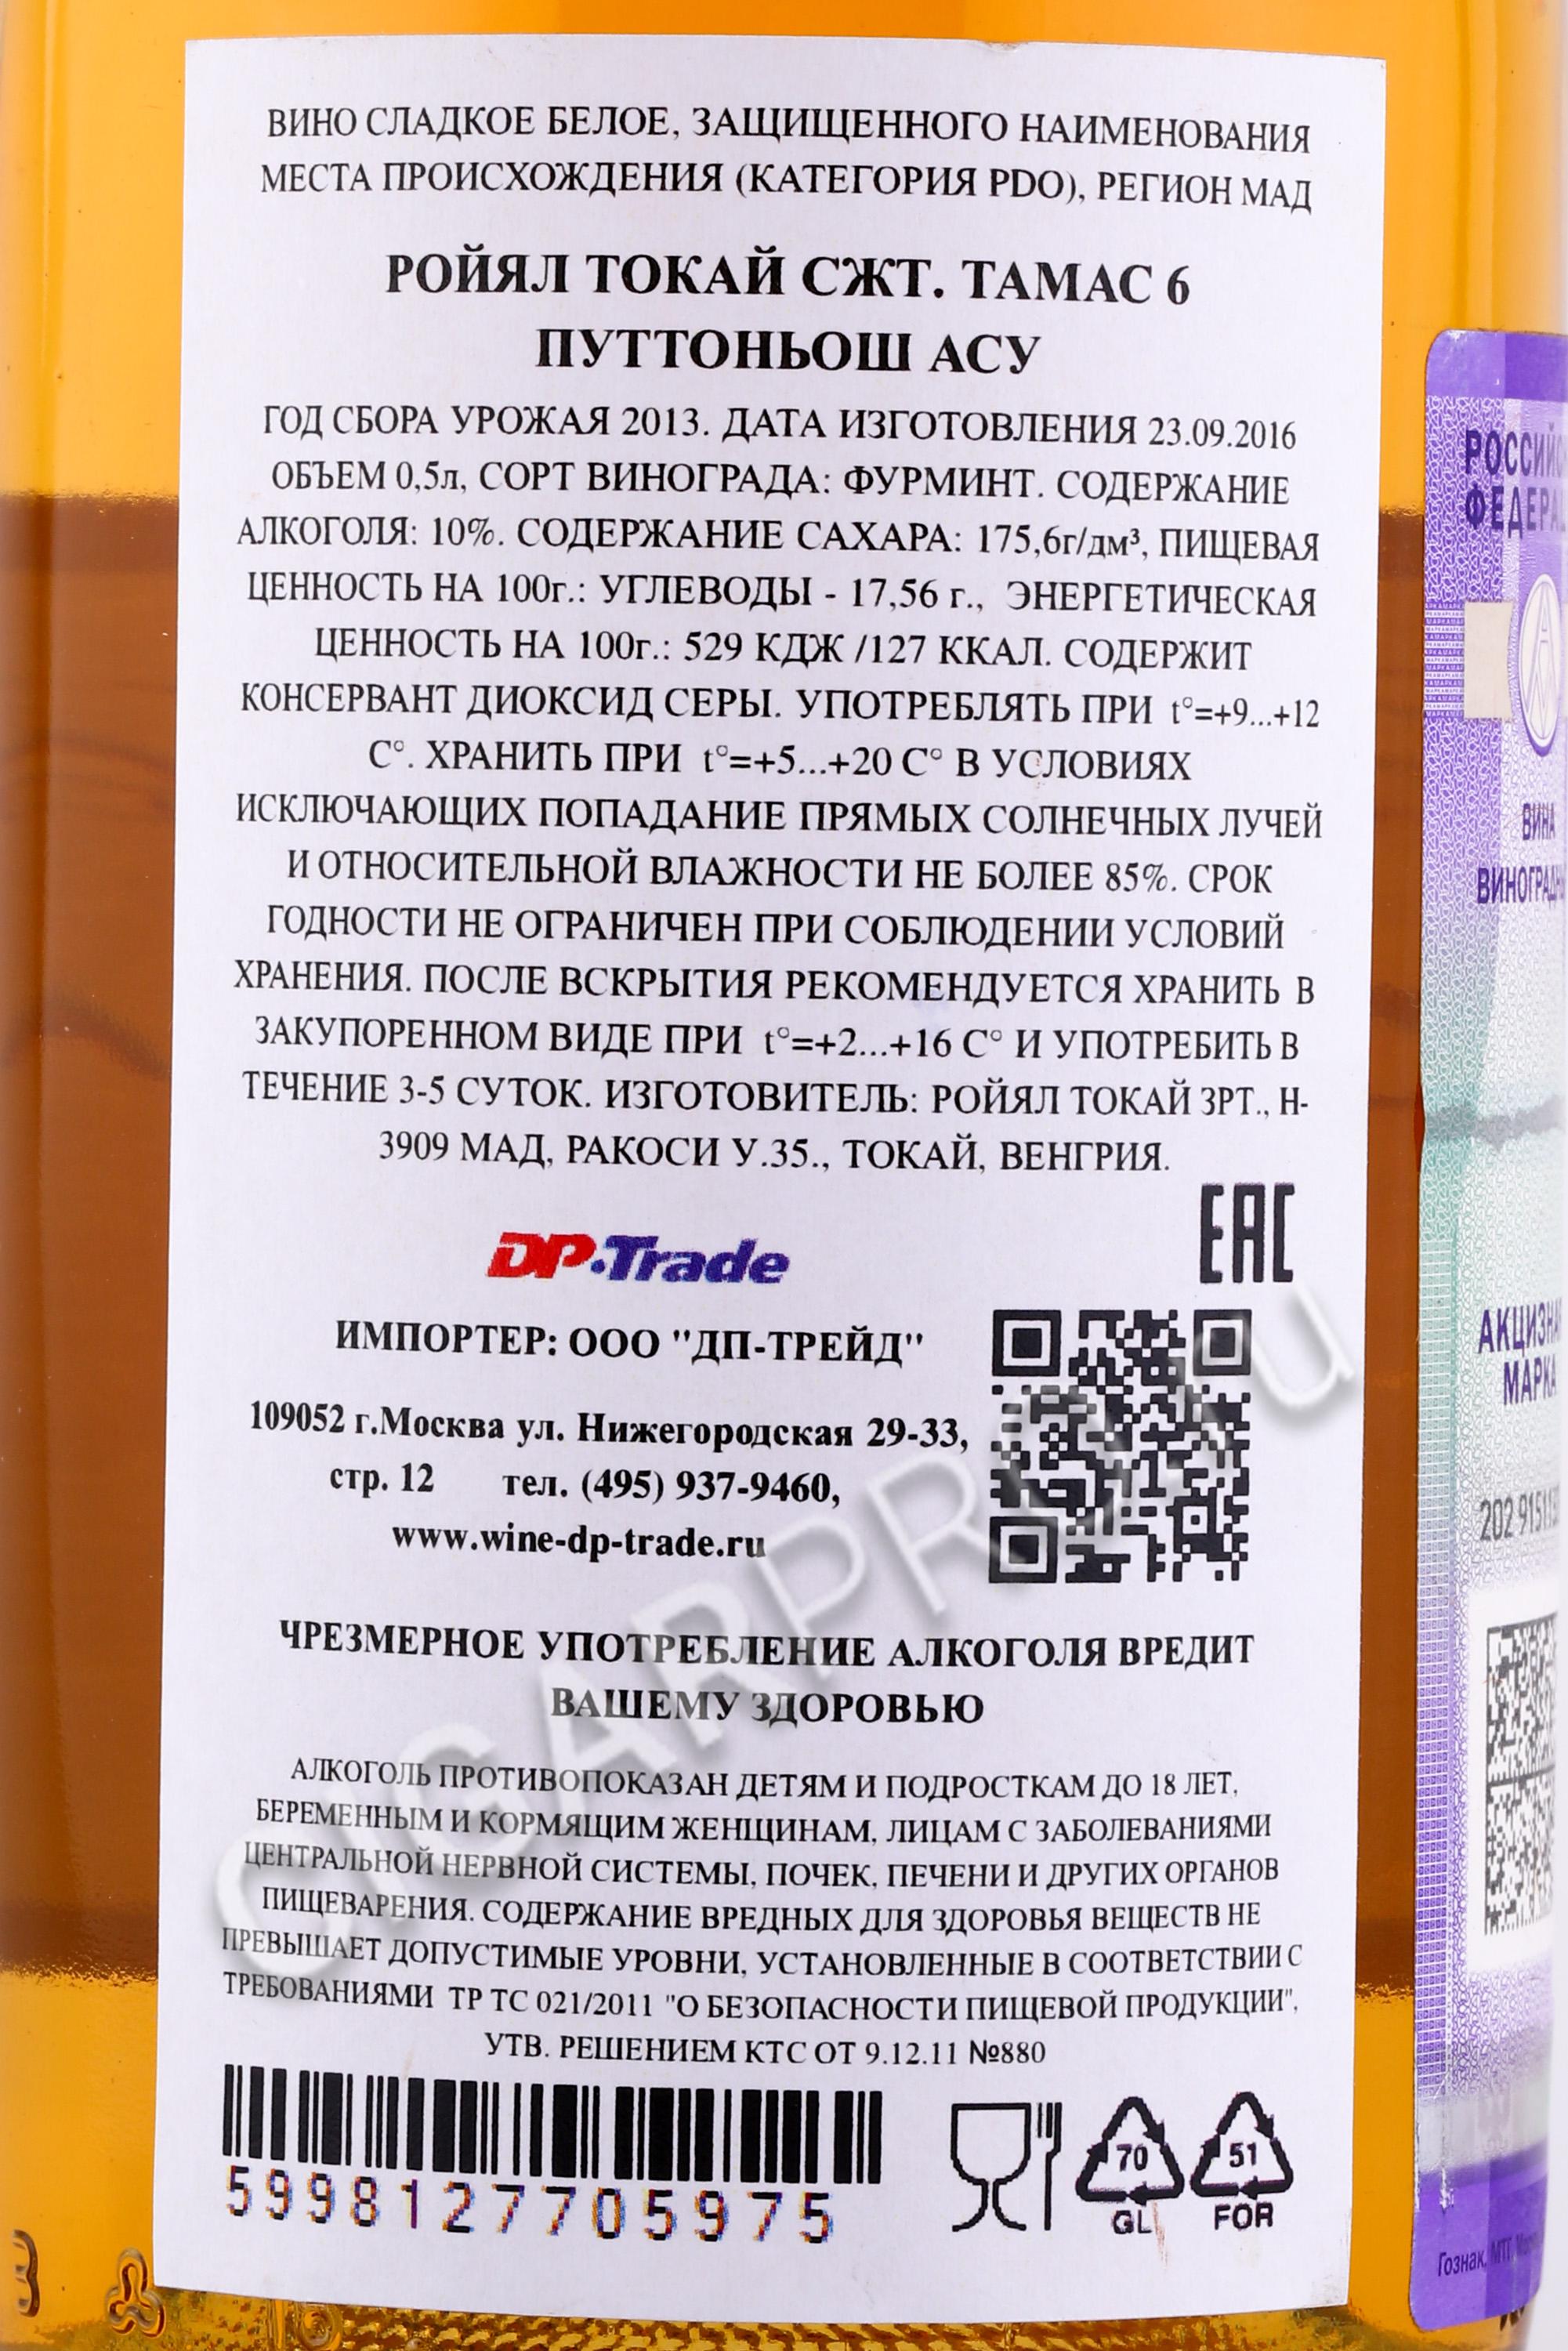 ВИНО СЛАДКОЕ БЕЛОЕ, ЗАЩИЩЕННОГО НАИМЕНОВАНИЯ
МЕСТА ПРОИСХОЖДЕНИЯ (КАТЕГОРИЯ PDO), РЕГИОН МАД
РОЙЯЛ ТОКАЙ СЖТ. ТАМАС 6
ПУТТОНЬОШ АСУ
ГОД СБОРА УРОЖАЯ 2013. ДАТА ИЗГОТОВЛЕНИЯ 23.09.2016
ОБЪЕМ 0,5л, СОРТ ВИНОГРАДА: ФУРМИНТ. СОДЕРЖАНИЕ
АЛКОГОЛЯ: 10%. СОДЕРЖАНИЕ САХАРА: 175,6г/дм³, ПИЩЕВАЯ
ЦЕННОСТЬ НА 100г.: УГЛЕВОДЫ - 17,56 г., ЭНЕРГЕТИЧЕСКАЯ
ЦЕННОСТЬ НА 100г.: 529 КДЖ /127 ККАЛ. СОДЕРЖИТ
КОНСЕРВАНТ ДИОКСИД СЕРЫ. УПОТРЕБЛЯТЬ ПРИ t°=+9...+12
С°. ХРАНИТЬ ПРИ t°=+5...+20 С° В УСЛОВИЯХ
ИСКЛЮЧАЮЩИХ ПОПАДАНИЕ ПРЯМЫХ СОЛНЕЧНЫХ ЛУЧЕЙ
И ОТНОСИТЕЛЬНОЙ ВЛАЖНОСТИ НЕ БОЛЕЕ 85%. СРОК
ГОДНОСТИ НЕ ОГРАНИЧЕН ПРИ СОБЛЮДЕНИИ УСЛОВИЙ
ХРАНЕНИЯ. ПОСЛЕ ВСКРЫТИЯ РЕКОМЕНДУЕТСЯ ХРАНИТЬ В
ЗАКУПОРЕННОМ ВИДЕ ПРИ t°=+2...+16 С° И УПОТРЕБИТЬ В
ТЕЧЕНИЕ 3-5 СУТОК. ИЗГОТОВИТЕЛЬ: РОЙЯЛ ТОКАЙ ЗРТ., Н-
3909 МАД, РАКОСИ У.35., ТОКАЙ, ВЕНГРИЯ.
EAC
DP-Trade
ИМПОРТЕР: ООО "ДП-ТРЕЙД"
109052 г.Москва ул. Нижегородская 29-33,
стр. 12 тел. (495) 937-9460,
www.wine-dp-trade.ru
ЧРЕЗМЕРНОЕ УПОТРЕБЛЕНИЕ АЛКОГОЛЯ ВРЕДИТ
ВАШЕМУ ЗДОРОВЬЮ
АЛКОГОЛЬ ПРОТИВОПОКАЗАН ДЕТЯМ И ПОДРОСТКАМ ДО 18 ЛЕТ,
БЕРЕМЕННЫМ И КОРМЯЩИМ ЖЕНЩИНАМ, ЛИЦАМ С ЗАБОЛЕВАНИЯМИ
ЦЕНТРАЛЬНОЙ НЕРВНОЙ СИСТЕМЫ, ПОЧЕК, ПЕЧЕНИ И ДРУГИХ ОРГАНОВ
ПИЩЕВАРЕНИЯ. СОДЕРЖАНИЕ ВРЕДНЫХ ДЛЯ ЗДОРОВЬЯ ВЕЩЕСТВ НЕ
ПРЕВЫШАЕТ ДОПУСТИМЫЕ УРОВНИ, УСТАНОВЛЕННЫЕ В СООТВЕТСТВИИ С
ТРЕБОВАНИЯМИ ТР ТС 021/2011 "О БЕЗОПАСНОСТИ ПИЩЕВОЙ ПРОДУКЦИИ",
УТВ. РЕШЕНИЕМ КТС ОТ 9.12.11 №880
5998127705975
70
GL
51
FOR
CIGARPRO.ru
ВИНА
АКЦИЗНАЯ
МАРКА
202
Гознак,